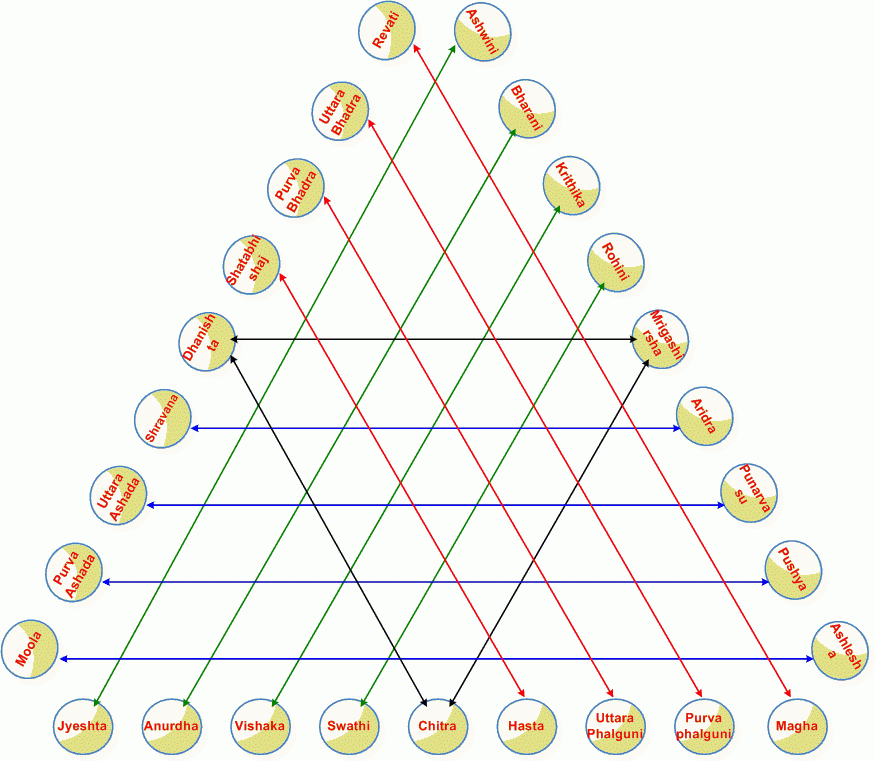 Revati
Ashwini
Uttara
Bhadra
Bharani
Purva
Bhadra
Krithika
Shatabhi
shaj
Rohini
Dhanish
ta
Mrigashi
rsha
Shravana
Aridra
Uttara
Ashada
Punarva
su
Purva
Ashada
Pushya
Moola
Ashlesh
a
Jyeshta
Anurdha
Vishaka
Swathi
Chitra
Hasta
Uttara
Phalguni
Purva
phalguni
Magha